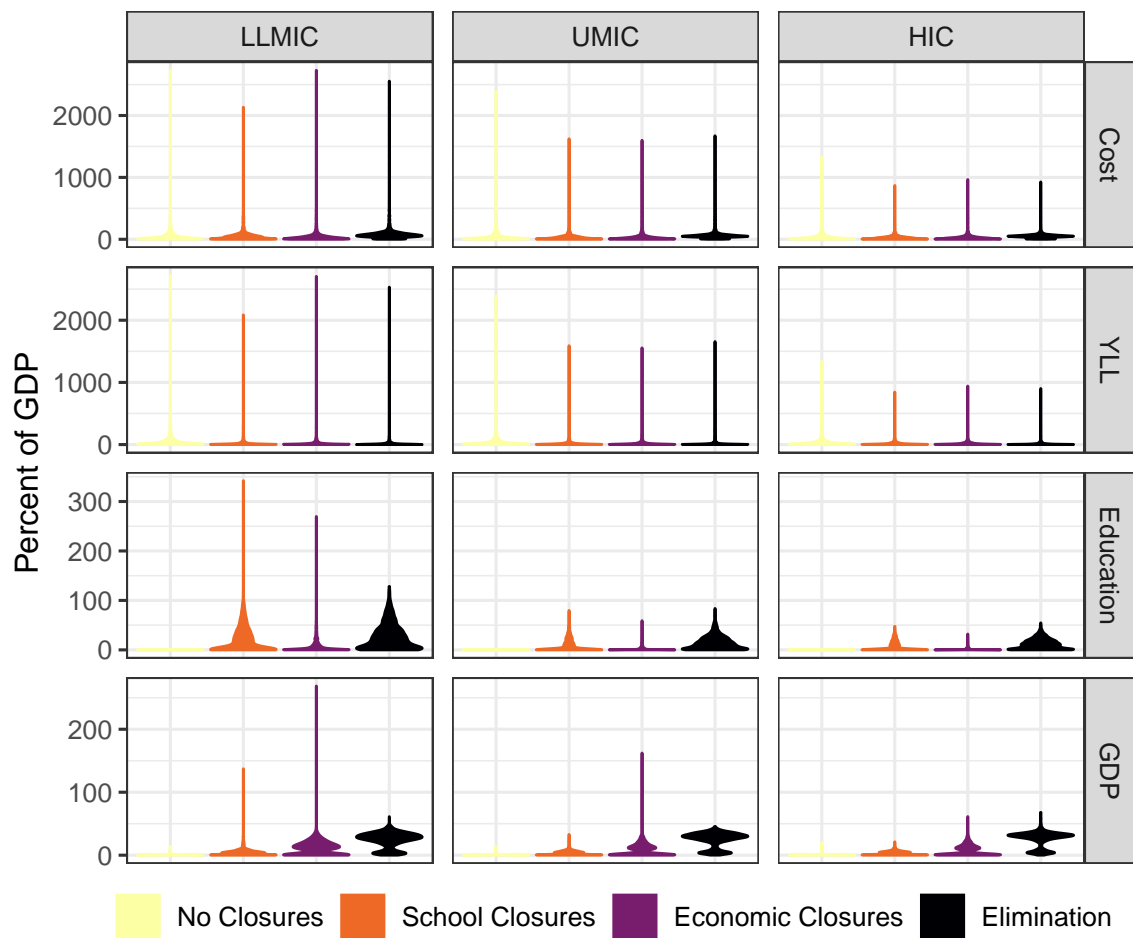 LLMIC UMIC HIC
2000
1000
0
Cost
2000
1000
0
YLL
Percent of GDP
300
200
100
0
Education
200
100
0
GDP
No Closures School Closures Economic Closures Elimination